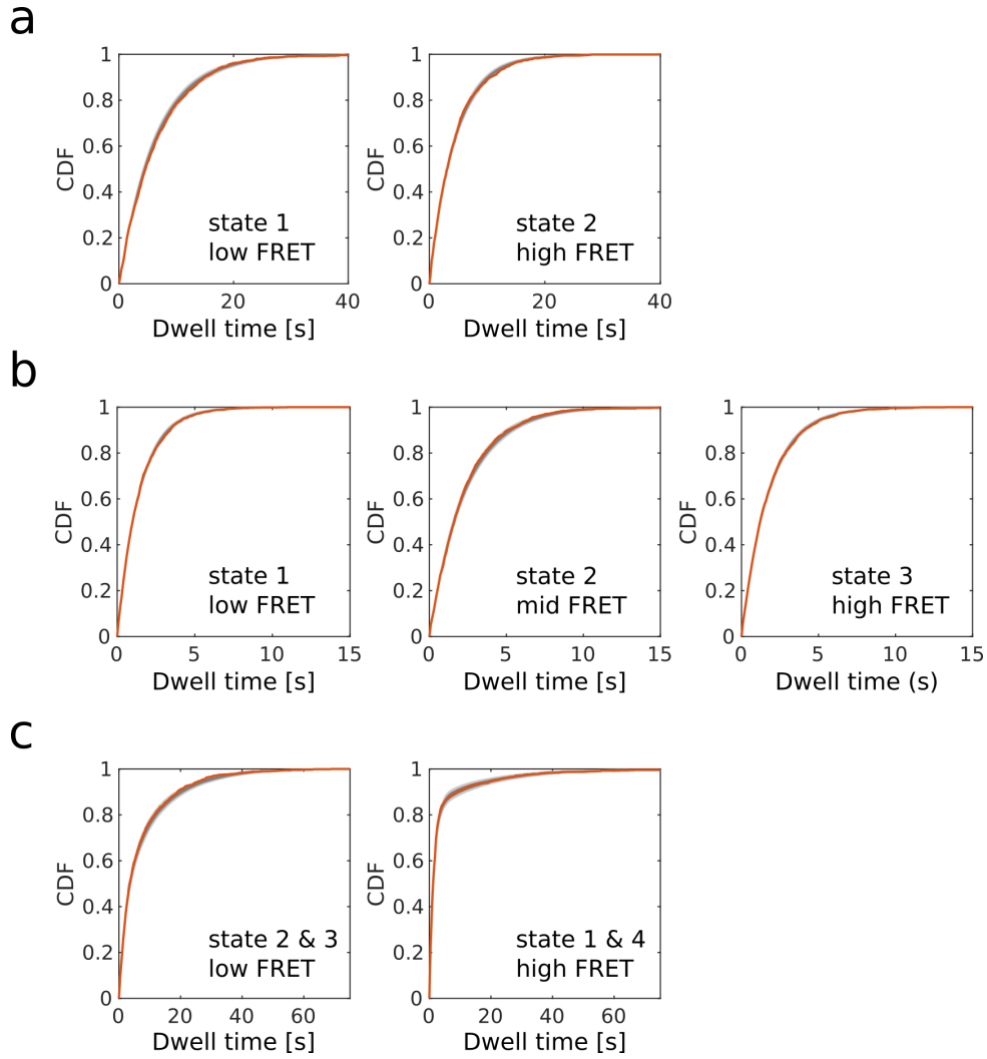 a
1
0.8
0.6
0.4
0.2
0
CDF
0 20 40
Dwell time [s]
state 1
low FRET
1
0.8
0.6
0.4
0.2
0
CDF
0 20 40
Dwell time [s]
state 2
high FRET
b
1
0.8
0.6
0.4
0.2
0
CDF
0 5 10 15
Dwell time [s]
state 1
low FRET
1
0.8
0.6
0.4
0.2
0
CDF
0 5 10 15
Dwell time [s]
state 2
mid FRET
1
0.8
0.6
0.4
0.2
0
CDF
0 5 10 15
Dwell time (s)
state 3
high FRET
c
1
0.8
0.6
0.4
0.2
0
CDF
0 20 40 60
Dwell time [s]
state 2 & 3
low FRET
1
0.8
0.6
0.4
0.2
0
CDF
0 20 40 60
Dwell time [s]
state 1 & 4
high FRET